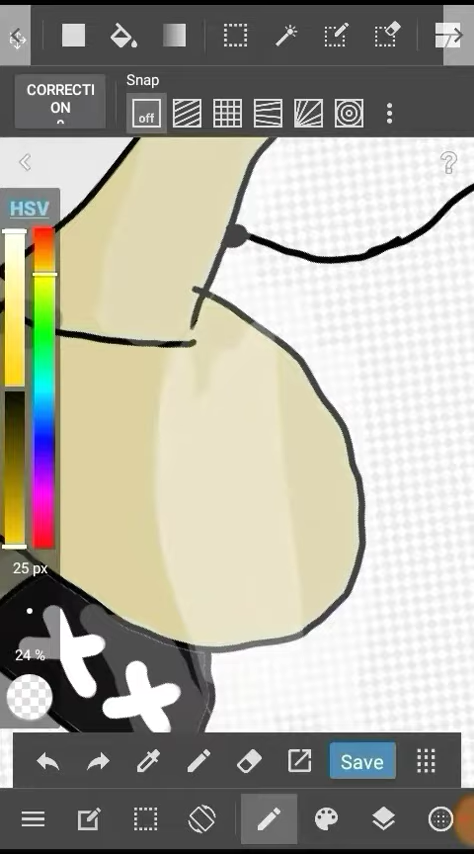 Snap
CORRECTI
ON
off
HSV
25 px
24 %
Save